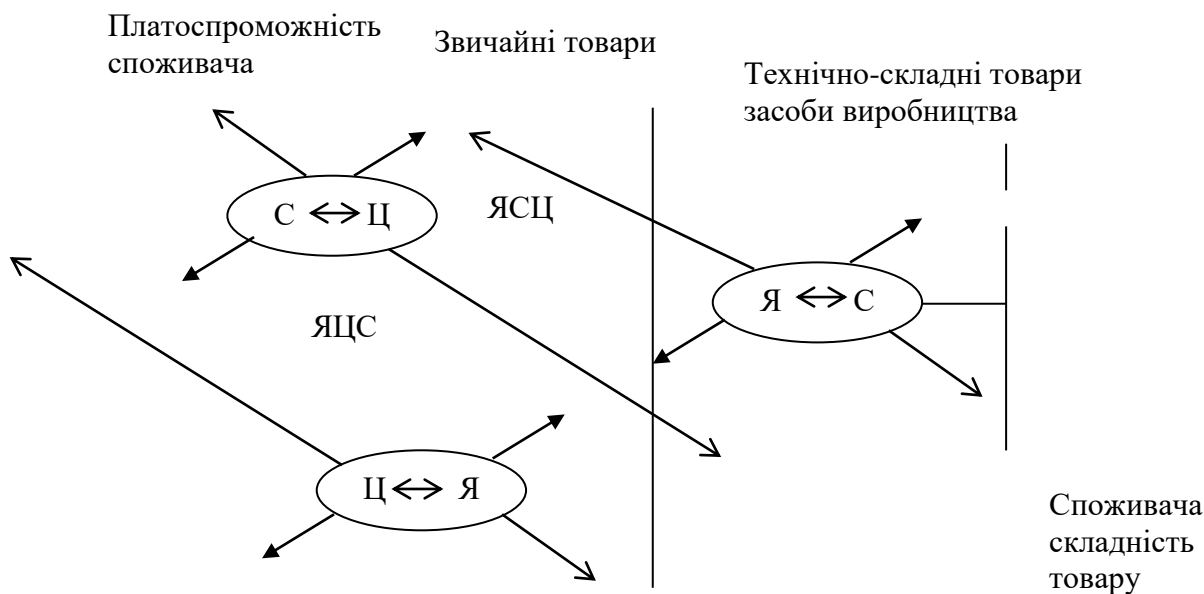 Платоспроможність
споживача
Звичайні товари
Технічно-складні товари
засоби виробництва
С Ц
ЯСЦ
Я С
ЯЦС
Ц Я
Споживача
складність
товару